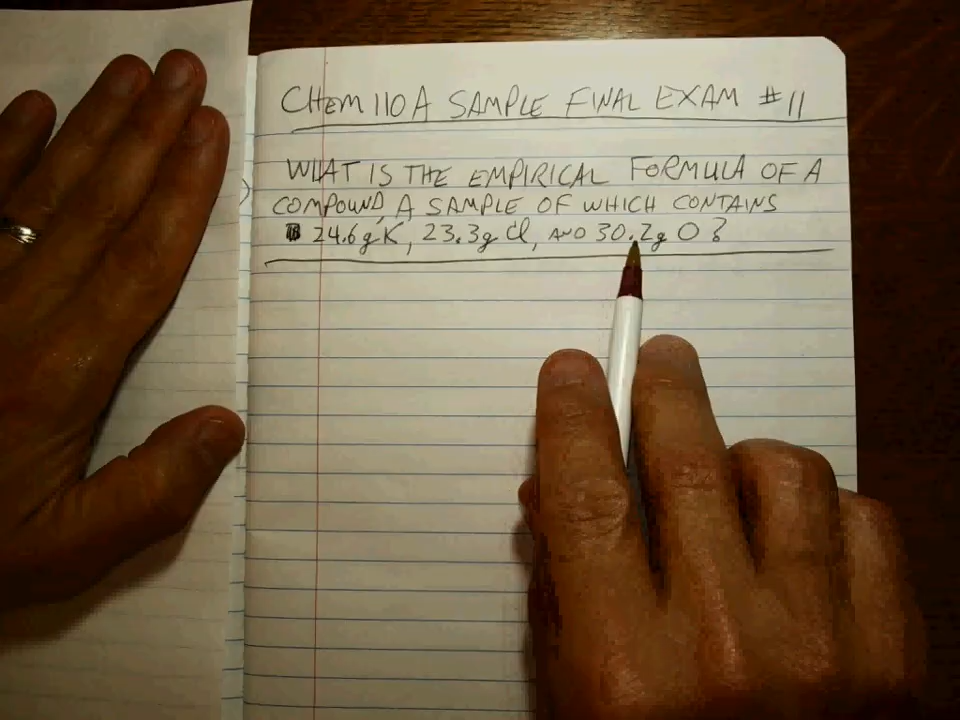 CHEM 110A SAMPLE FINAL EXAM #11
WHAT IS THE EMPIRICAL FORMULA OF A
COMPOUND, A SAMPLE OF WHICH CONTAINS
24.6g K, 23.3g Cl, AND 30.2g O?